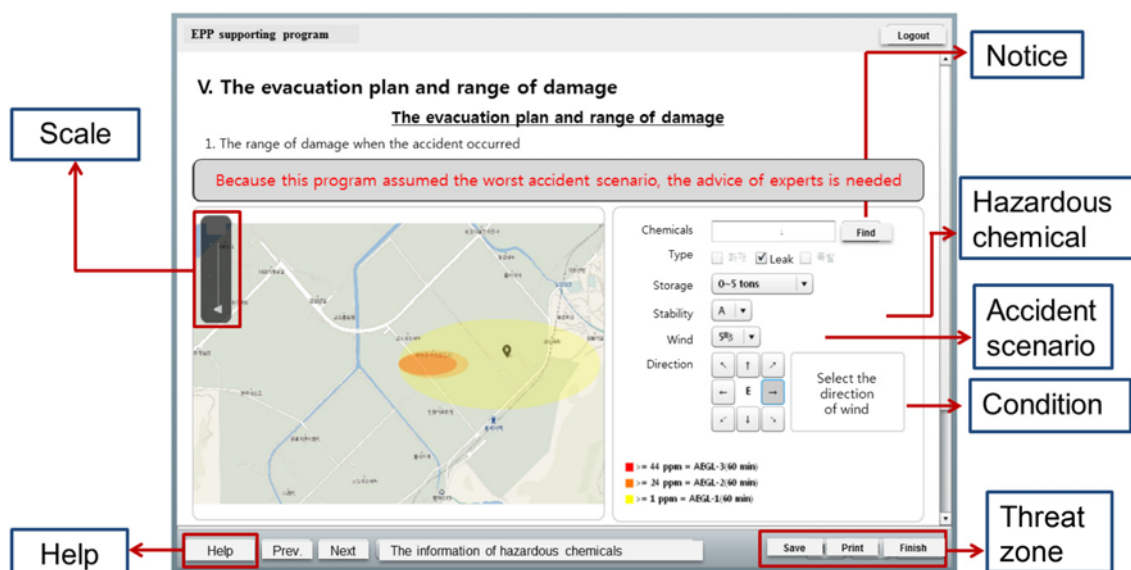 EPP supporting program
Logout
Notice
V. The evacuation plan and range of damage
The evacuation plan and range of damage
Scale
1. The range of damage when the accident occurred
Because this program assumed the worst accident scenario, the advice of experts is needed
Hazardous
chemical
Chemicals
Find
Type
화재
Leak
폭발
Storage
0~5 tons
Stability
A
Wind
Accident
scenario
Direction
E
Select the
direction
of wind
Condition
>= 44 ppm = AEGL-3(60 min)
>= 24 ppm = AEGL-2(60 min)
>= 1 ppm = AEGL-1(60 min)
Help
Help
Prev.
Next
The information of hazardous chemicals
Save
Print
Finish
Threat
zone